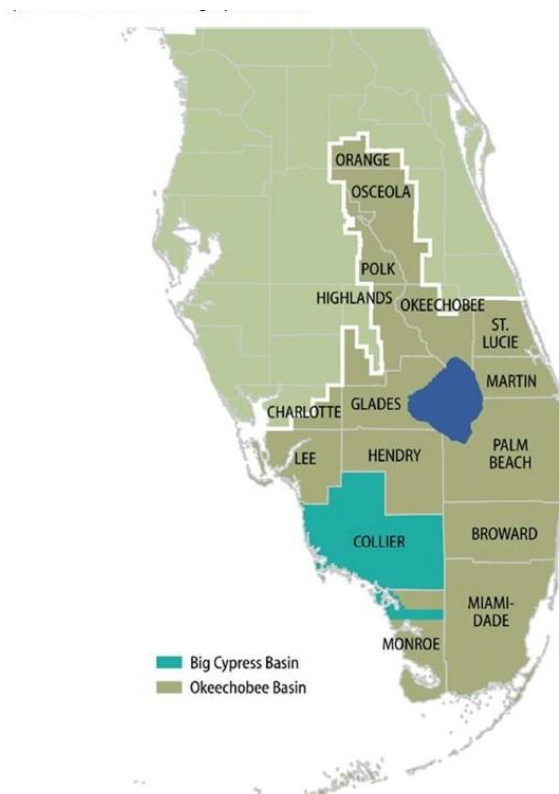 ORANGE
OSCEOLA
POLK
HIGHLANDS
OKEECHOBEE
ST.
LUCIE
MARTIN
CHARLOTTE
GLADES
LEE
HENDRY
PALM
BEACH
COLLIER
BROWARD
MIAMI-
DADE
MONROE
Big Cypress Basin
Okeechobee Basin